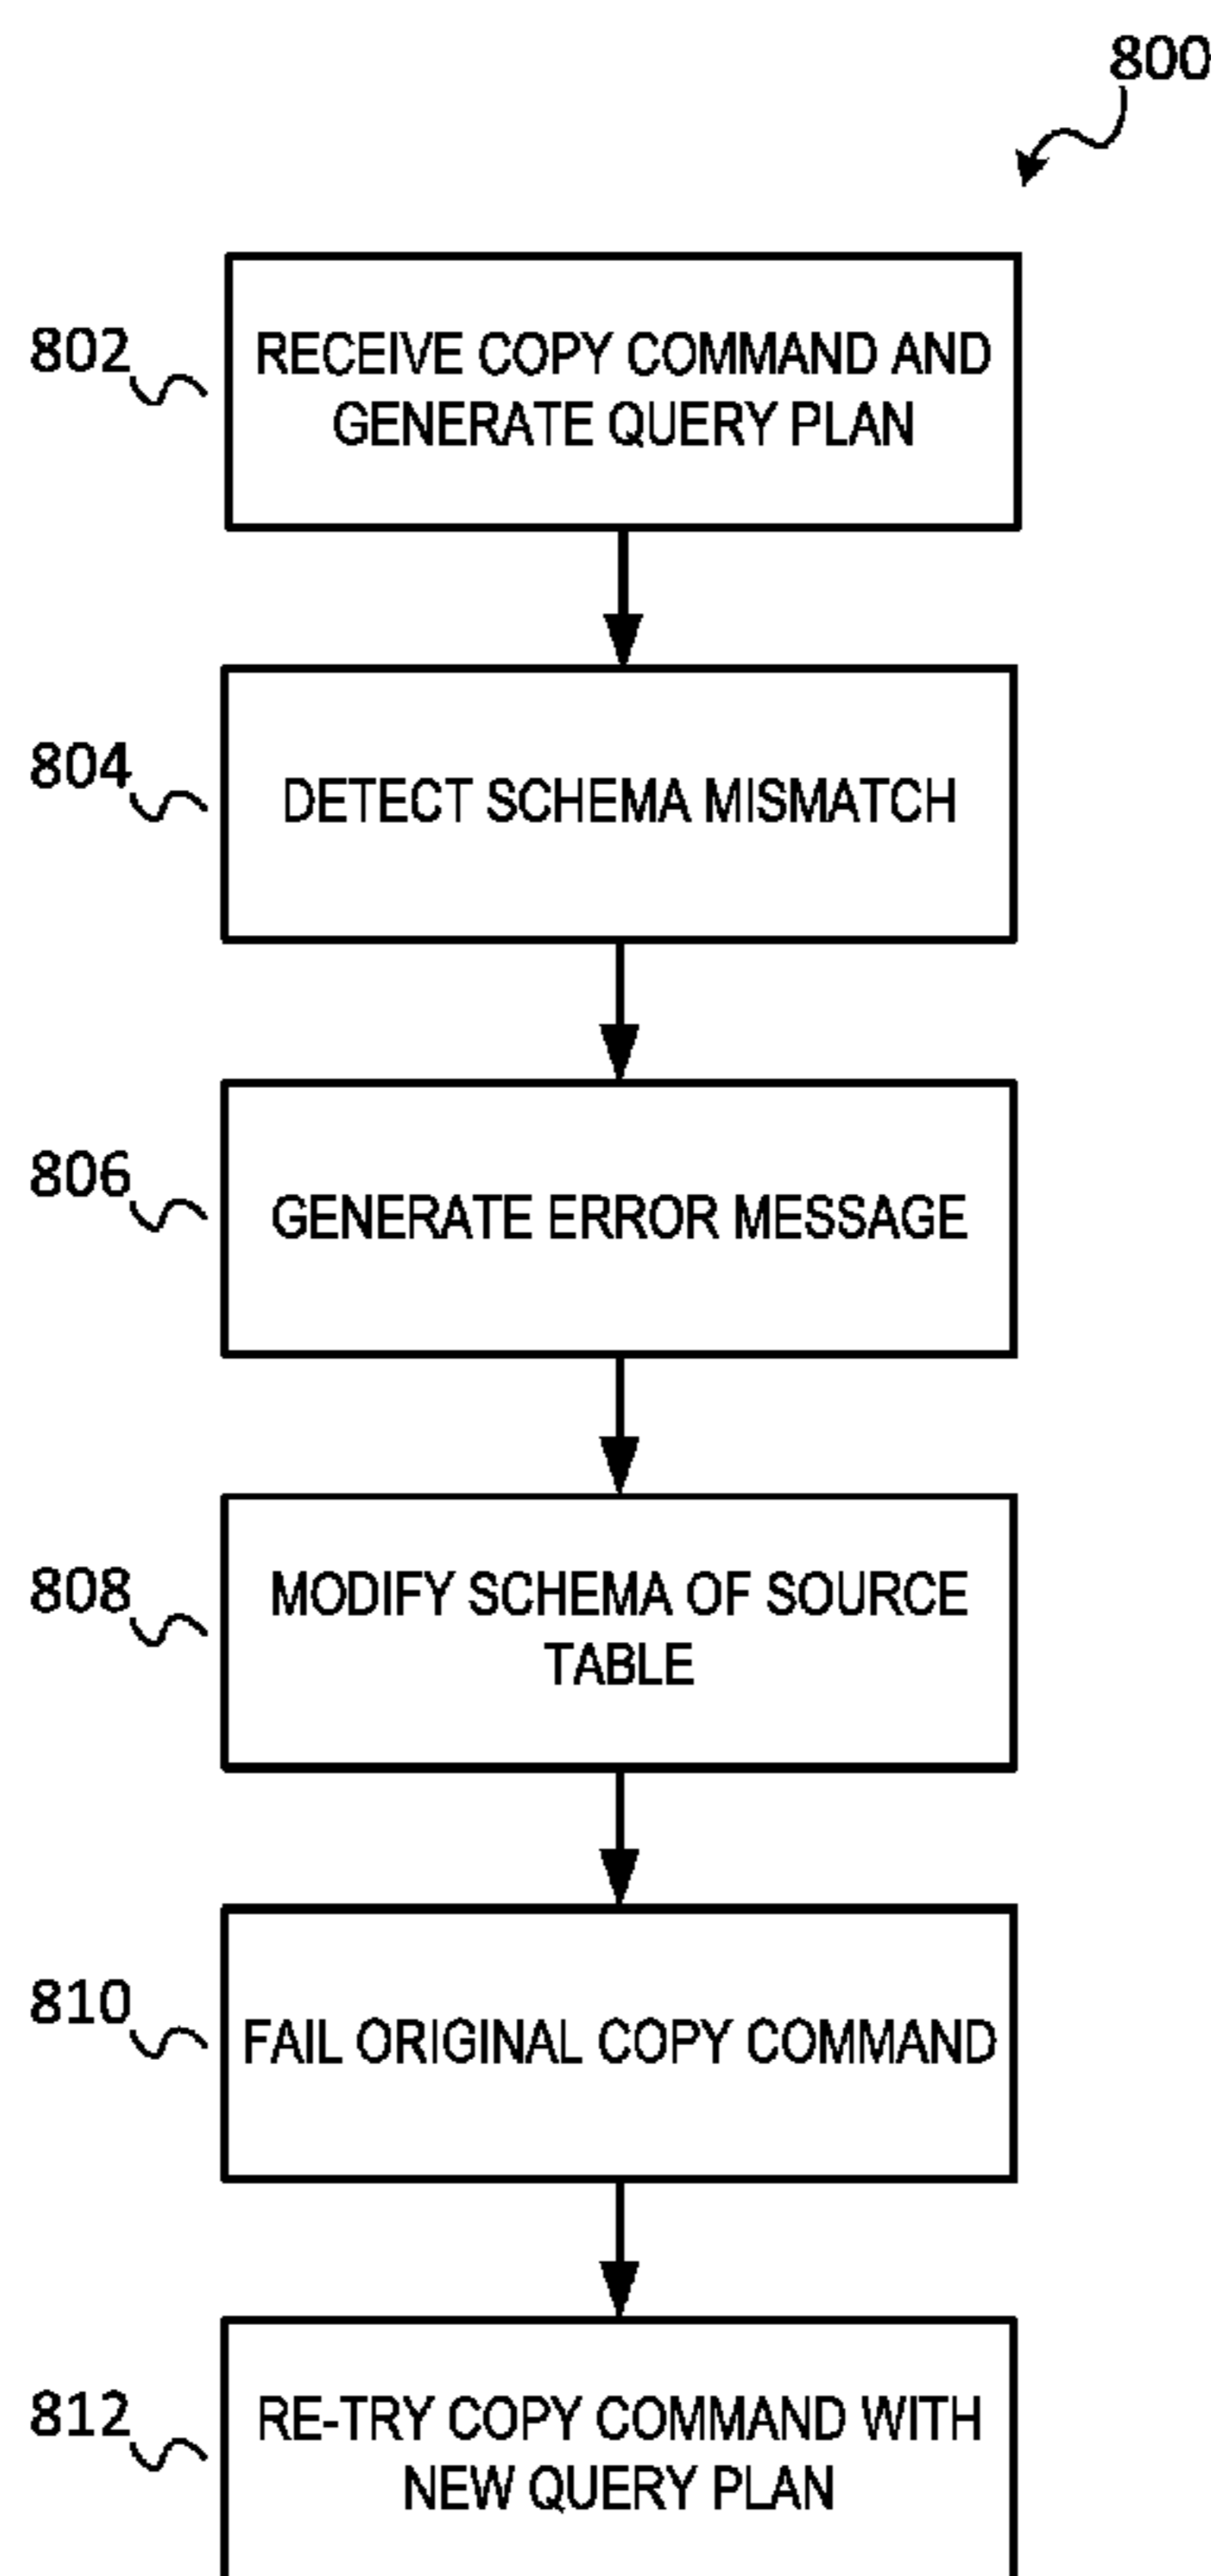 800
802
RECEIVE COPY COMMAND AND
GENERATE QUERY PLAN
804
DETECT SCHEMA MISMATCH
806
GENERATE ERROR MESSAGE
808
MODIFY SCHEMA OF SOURCE
TABLE
810
FAIL ORIGINAL COPY COMMAND
812
RE-TRY COPY COMMAND WITH
NEW QUERY PLAN